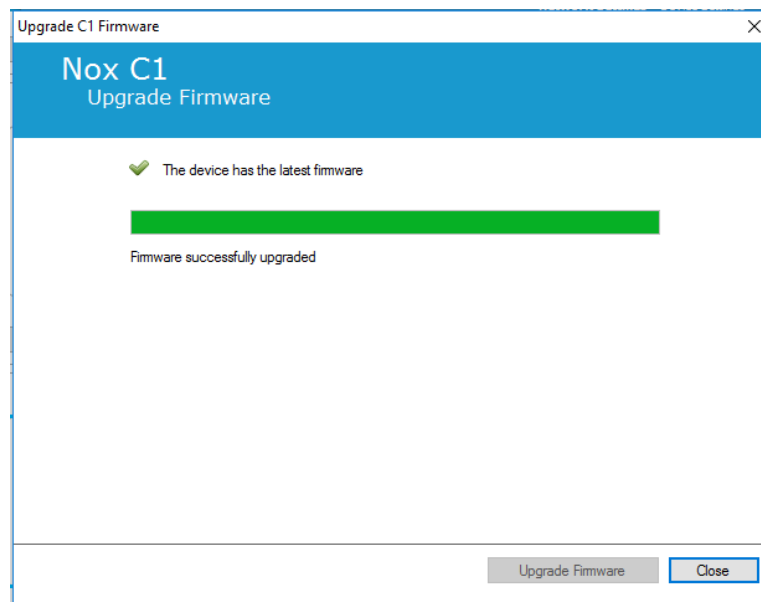 Upgrade C1 Firmware
Nox C1
Upgrade Firmware
The device has the latest firmware
Firmware successfully upgraded
Upgrade Firmware
Close